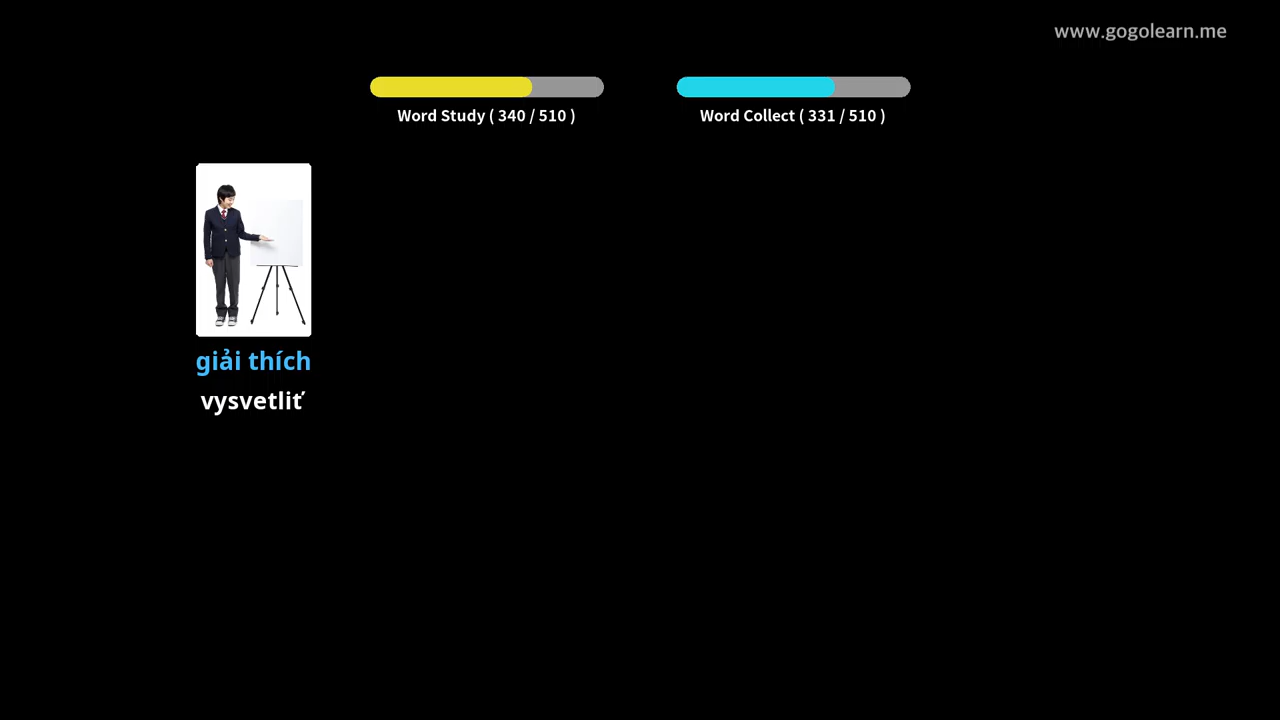 www.gogolearn.me
Word Study ( 340 / 510 )
Word Collect ( 331 / 510 )
giải thích
vysvetliť